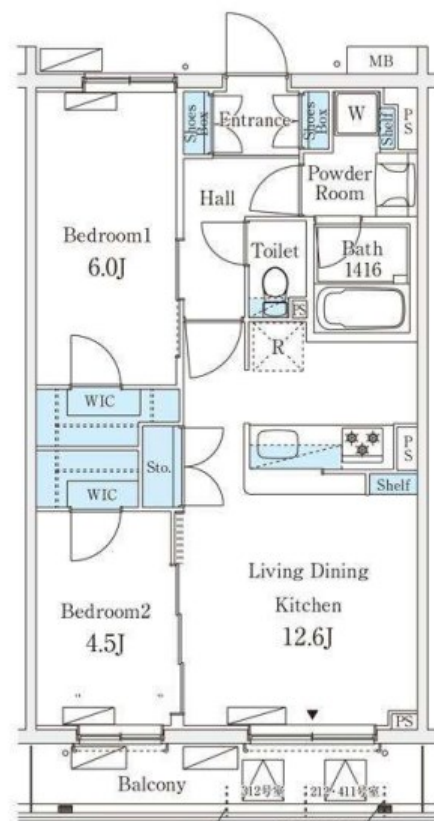 MB
Shoes Box
Entrance
Shoes Box
W
Shelf
PS
Powder Room
Hall
Bedroom1
6.0J
Toilet
Bath
1416
R
WIC
Sto.
WIC
PS
Shelf
Living Dining
Kitchen
12.6J
Bedroom2
4.5J
PS
Balcony
312号室
212・411号室